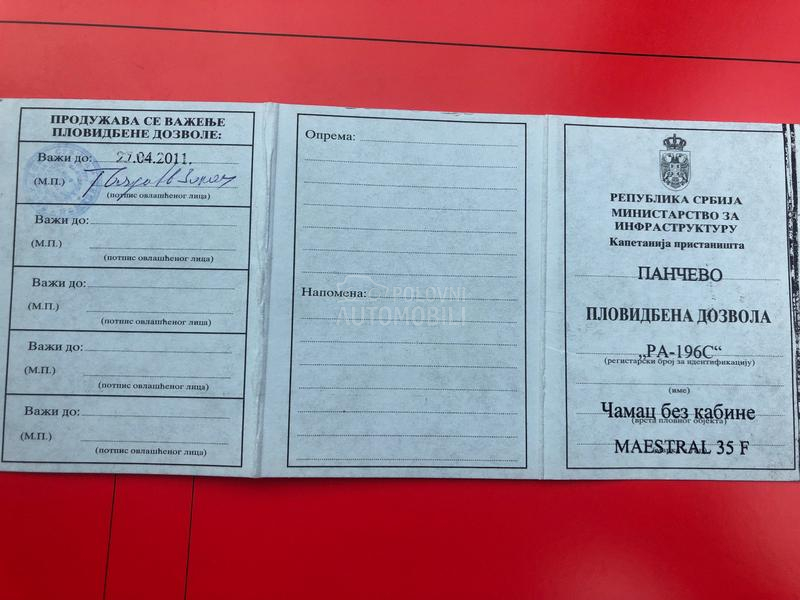 ПРОДУЖАВА СЕ ВАЖЕЊЕ
ПЛОВИДБЕНЕ ДОЗВОЛЕ:
Важи до: 27.04.2011.
(М.П.)
(потпис овлашћеног лица)
Важи до:
(М.П.)
(потпис овлашћеног лица)
Важи до:
(М.П.)
(потпис овлашћеног лица)
Важи до:
(М.П.)
(потпис овлашћеног лица)
Важи до:
(М.П.)
(потпис овлашћеног лица)
Опрема:
Напомена:
POLOVNI
AUTOMOBILI
РЕПУБЛИКА СРБИЈА
МИНИСТАРСТВО ЗА
ИНФРАСТРУКТУРУ
Капетанија пристаништа
ПАНЧЕВО
ПЛОВИДБЕНА ДОЗВОЛА
„РА-196С“
(регистарски број за идентификацију)
(име)
Чамац без кабине
(врста пловног објекта)
MAESTRAL 35 F